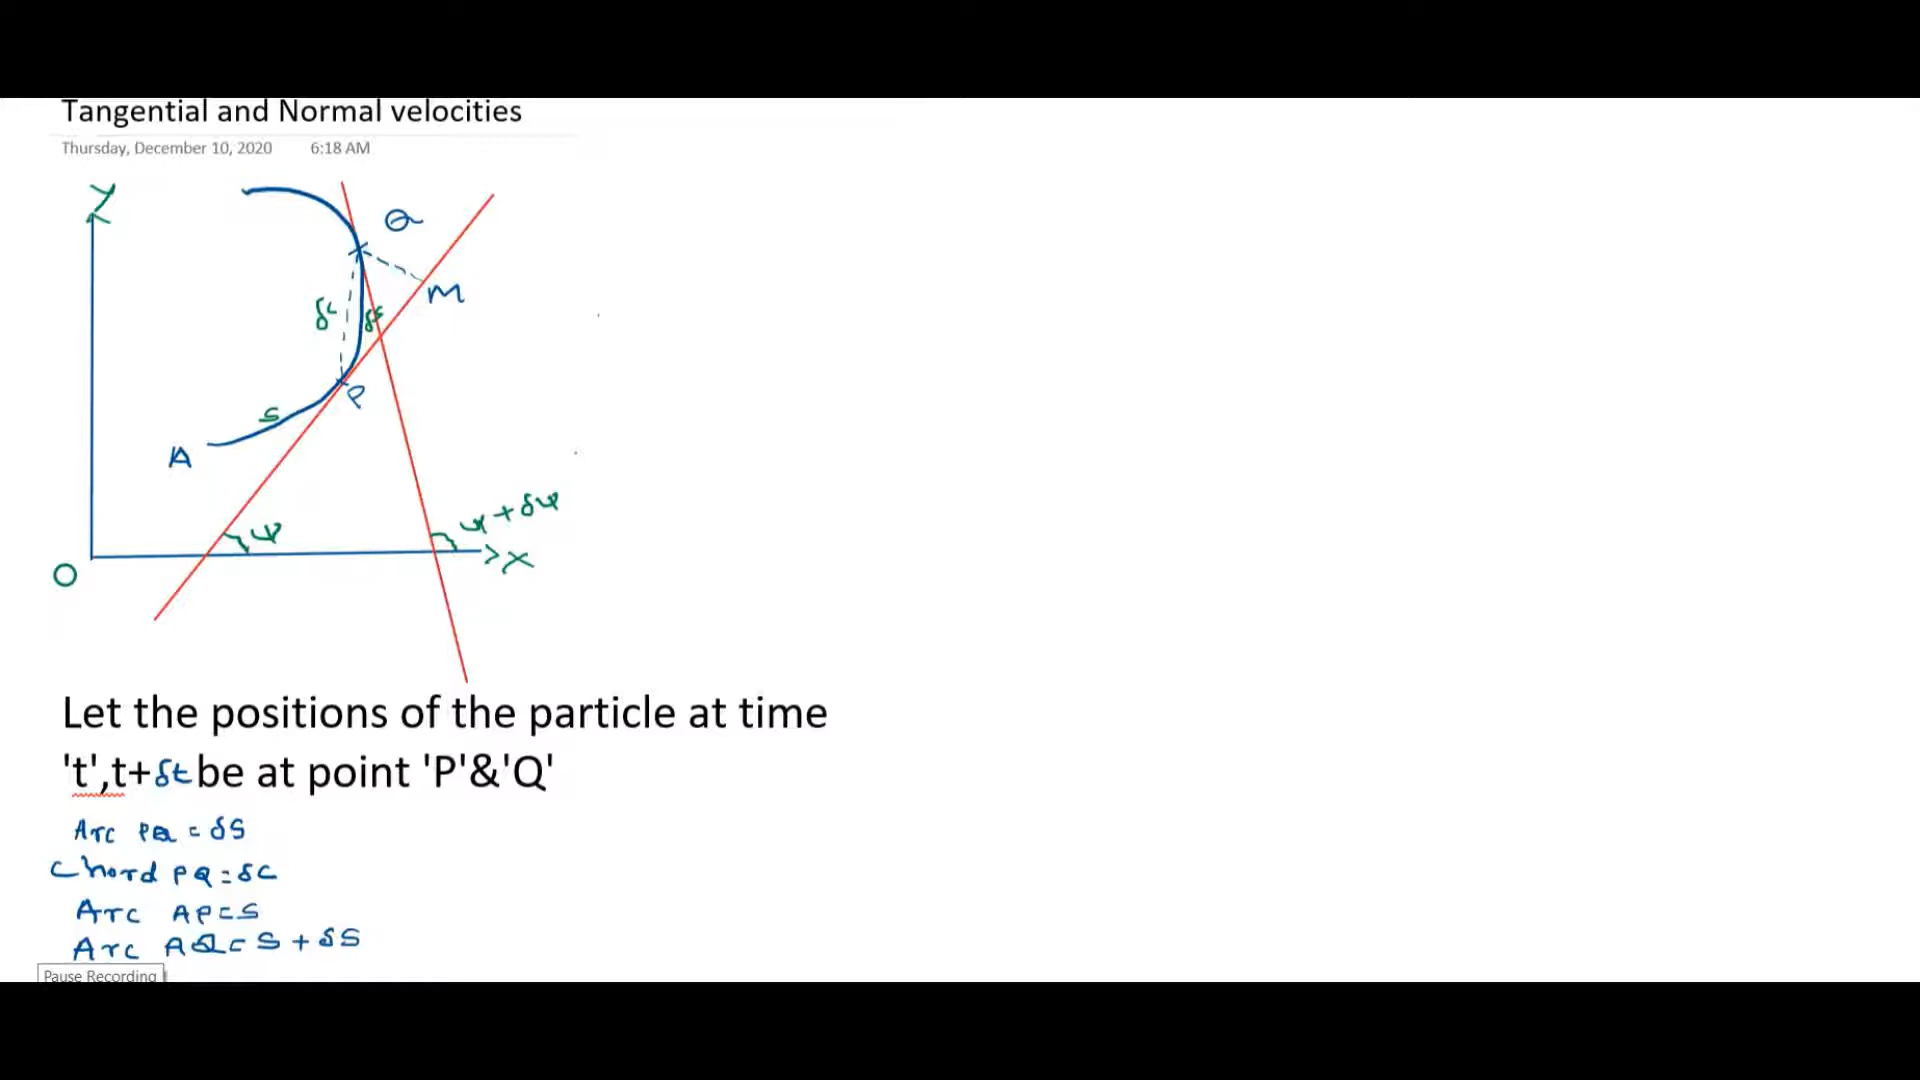 Tangential and Normal velocities
Thursday, December 10, 2020 6:18 AM
Y
Q
M
δc
δs
P
S
A
ψ
ψ+δψ
X
O
Let the positions of the particle at time
't',t+δt be at point 'P'&'Q'
Arc PQ = δS
Chord PQ = δC
Arc AP = S
Arc AQ = S + δS
Pause Recording